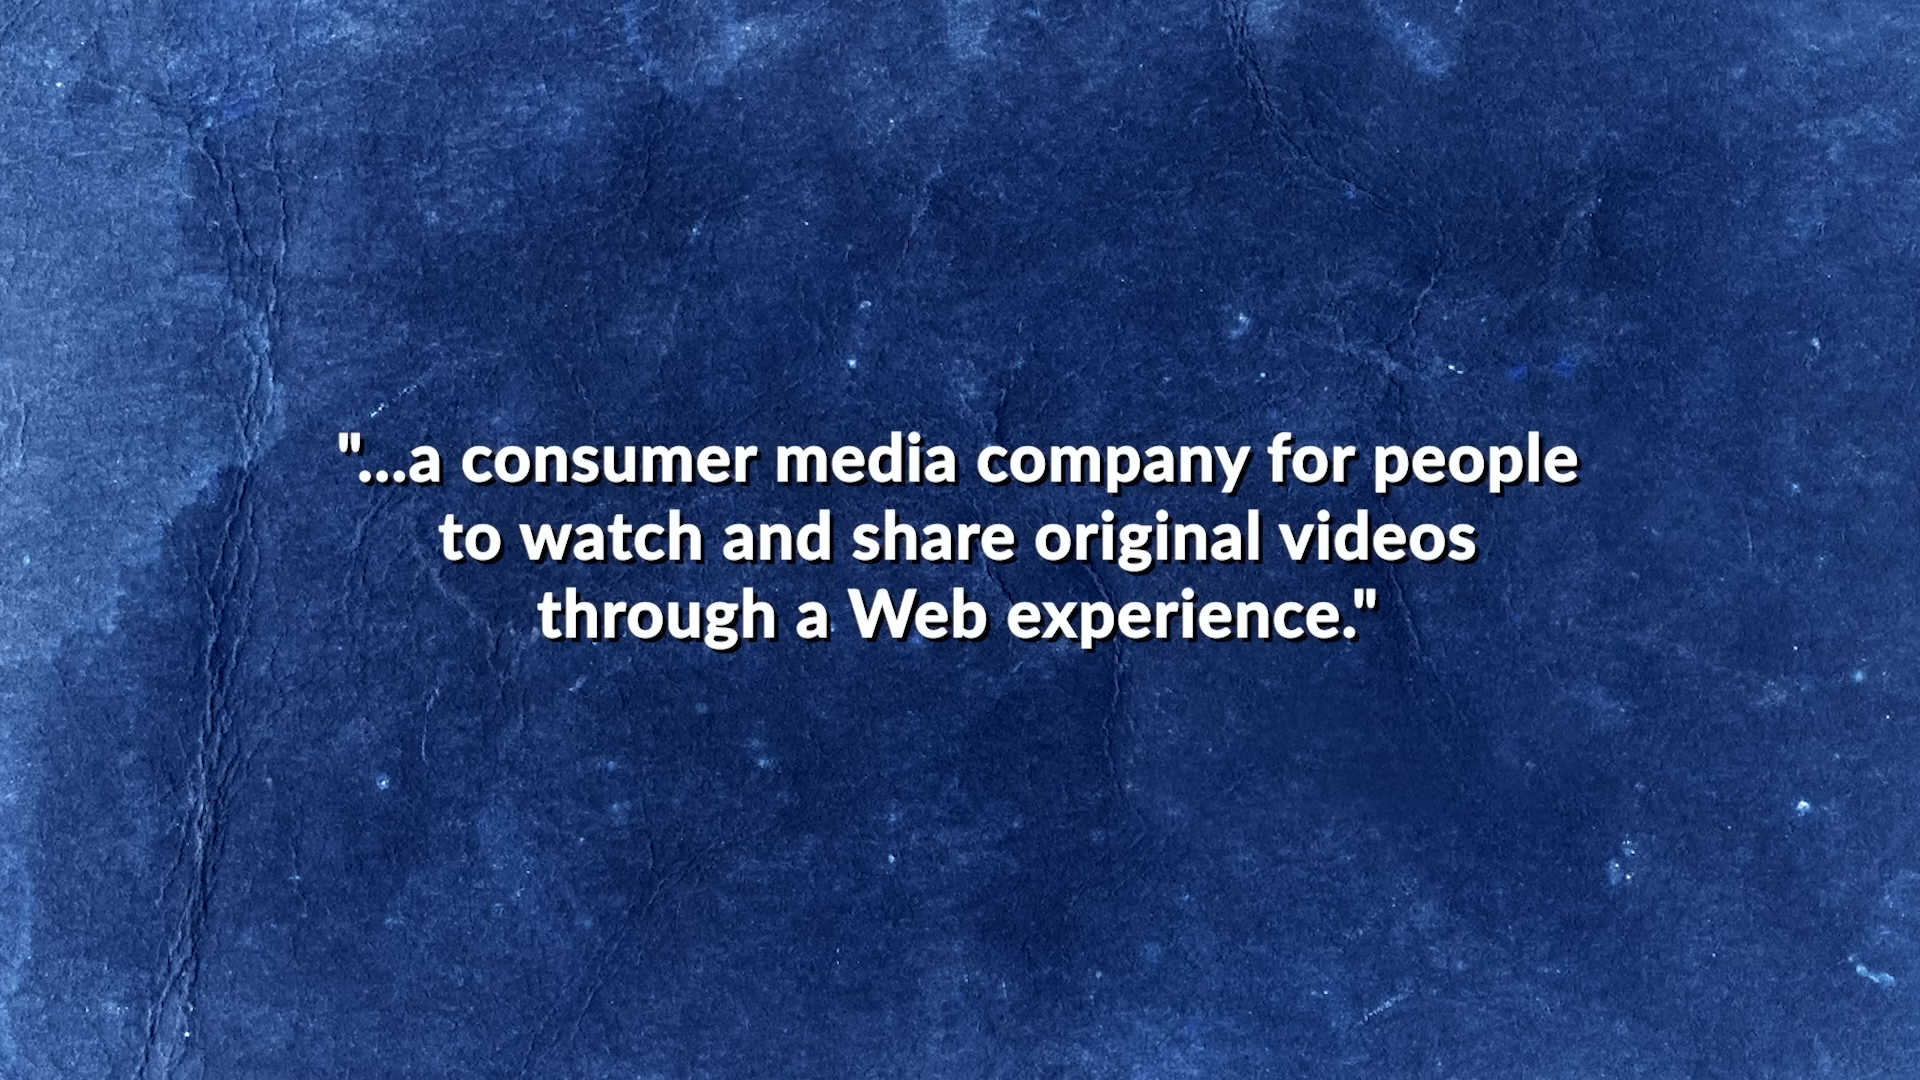 "...a consumer media company for people
to watch and share original videos
through a Web experience."